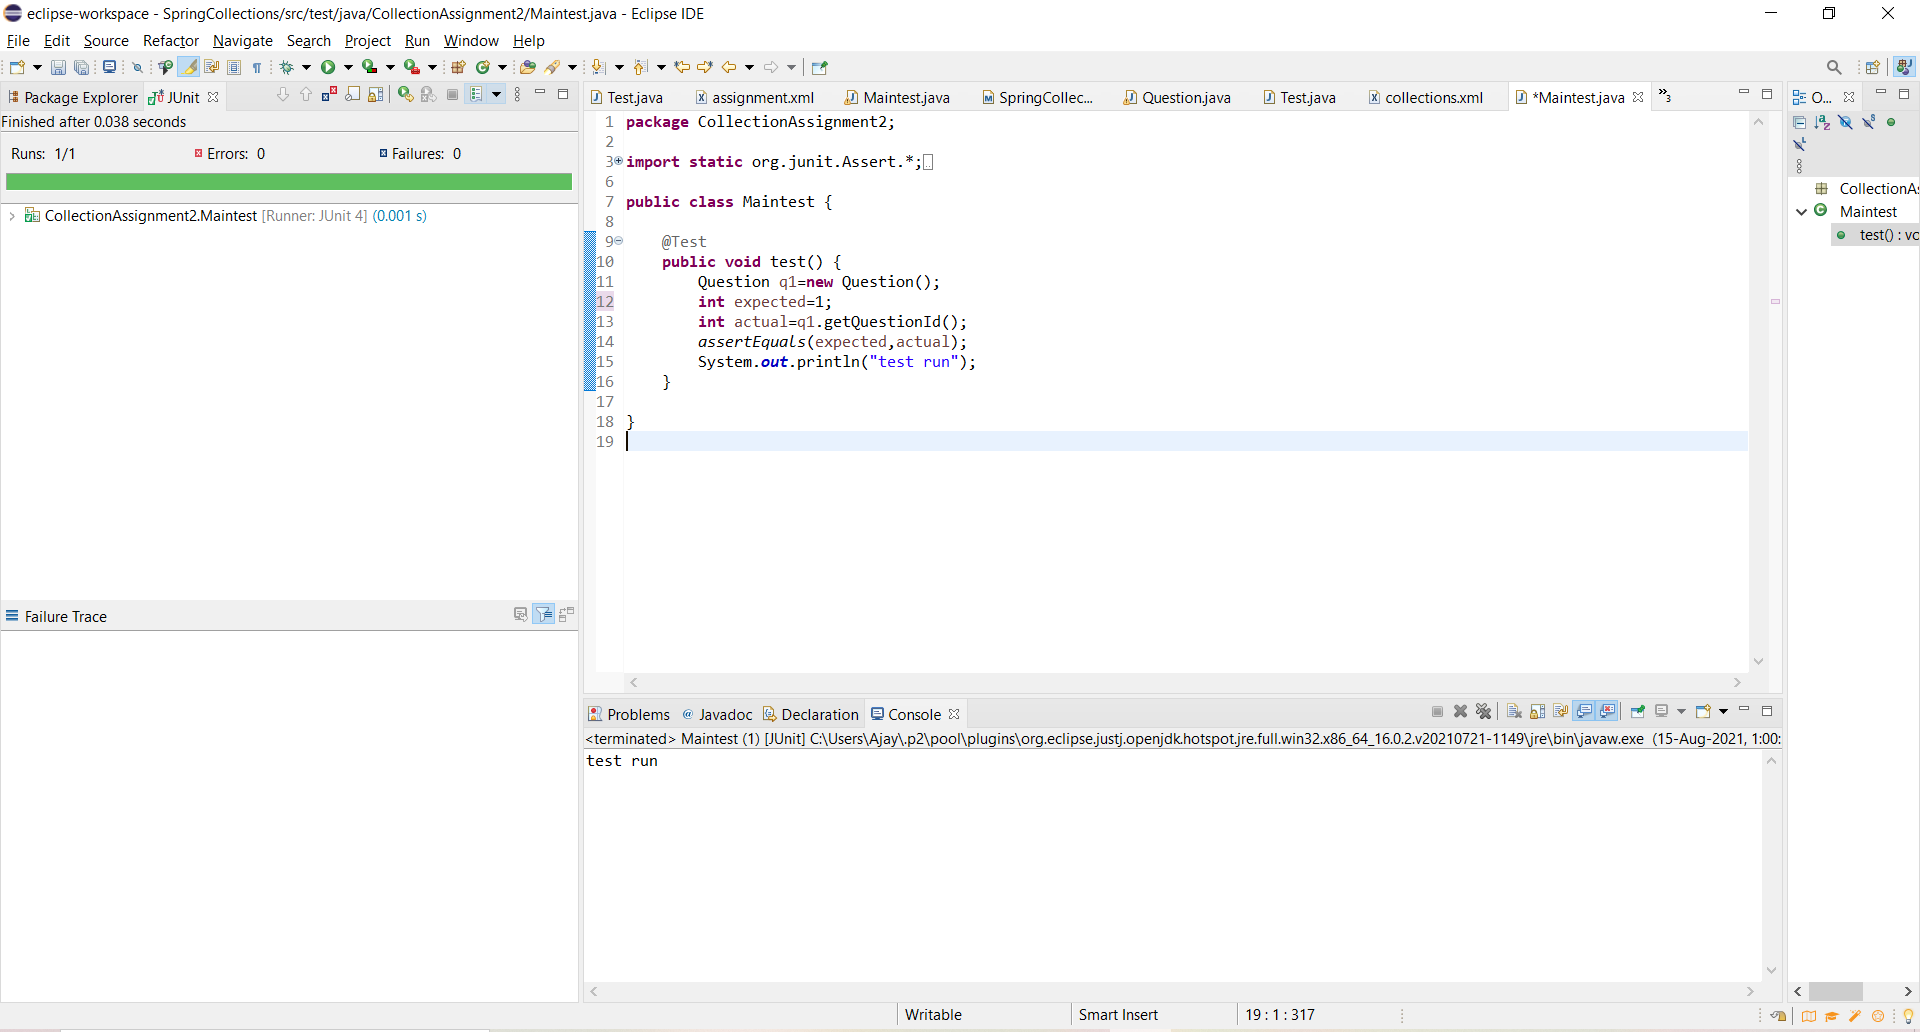 eclipse-workspace - SpringCollections/src/test/java/CollectionAssignment2/Maintest.java - Eclipse IDE
File Edit Source Refactor Navigate Search Project Run Window Help
Package Explorer JUnit
Finished after 0.038 seconds
Runs: 1/1 Errors: 0 Failures: 0
CollectionAssignment2.Maintest [Runner: JUnit 4] (0.001 s)
Failure Trace
Test.java assignment.xml Maintest.java SpringCollec... Question.java Test.java collections.xml *Maintest.java »3
1 package CollectionAssignment2;
2
3 import static org.junit.Assert.*;
6
7 public class Maintest {
8
9 @Test
10 public void test() {
11 Question q1=new Question();
12 int expected=1;
13 int actual=q1.getQuestionId();
14 assertEquals(expected,actual);
15 System.out.println("test run");
16 }
17
18 }
19
Problems Javadoc Declaration Console
<terminated> Maintest (1) [JUnit] C:\Users\Ajay\.p2\pool\plugins\org.eclipse.justj.openjdk.hotspot.jre.full.win32.x86_64_16.0.2.v20210721-1149\jre\bin\javaw.exe (15-Aug-2021, 1:00:
test run
O...
CollectionAs
Maintest
test() : vo
Writable Smart Insert 19 : 1 : 317